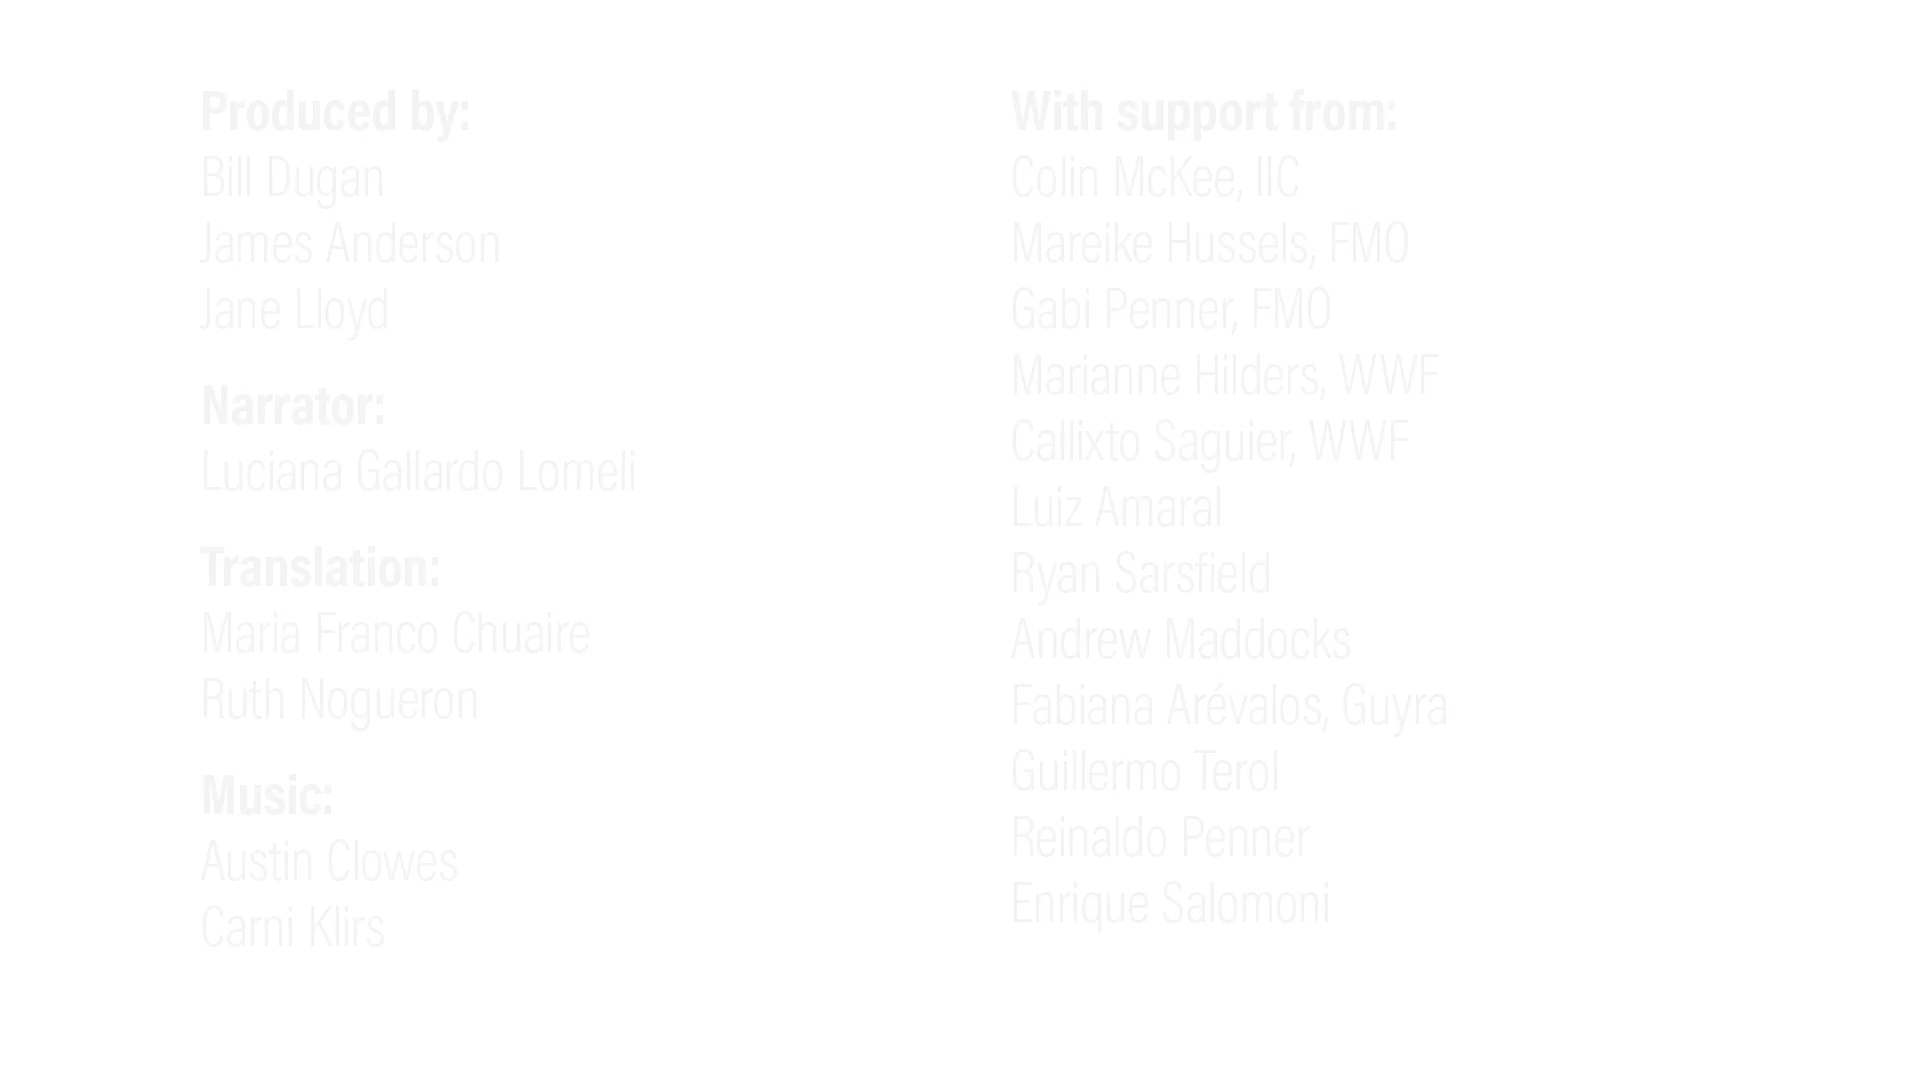 Produced by:
Bill Dugan
James Anderson
Jane Lloyd
Narrator:
Luciana Gallardo Lomeli
Translation:
Maria Franco Chuaire
Ruth Nogueron
Music:
Austin Clowes
Carni Klirs
With support from:
Colin McKee, IIC
Mareike Hussels, FMO
Gabi Penner, FMO
Marianne Hilders, WWF
Callixto Saguier, WWF
Luiz Amaral
Ryan Sarsfield
Andrew Maddocks
Fabiana Arévalos, Guyra
Guillermo Terol
Reinaldo Penner
Enrique Salomoni